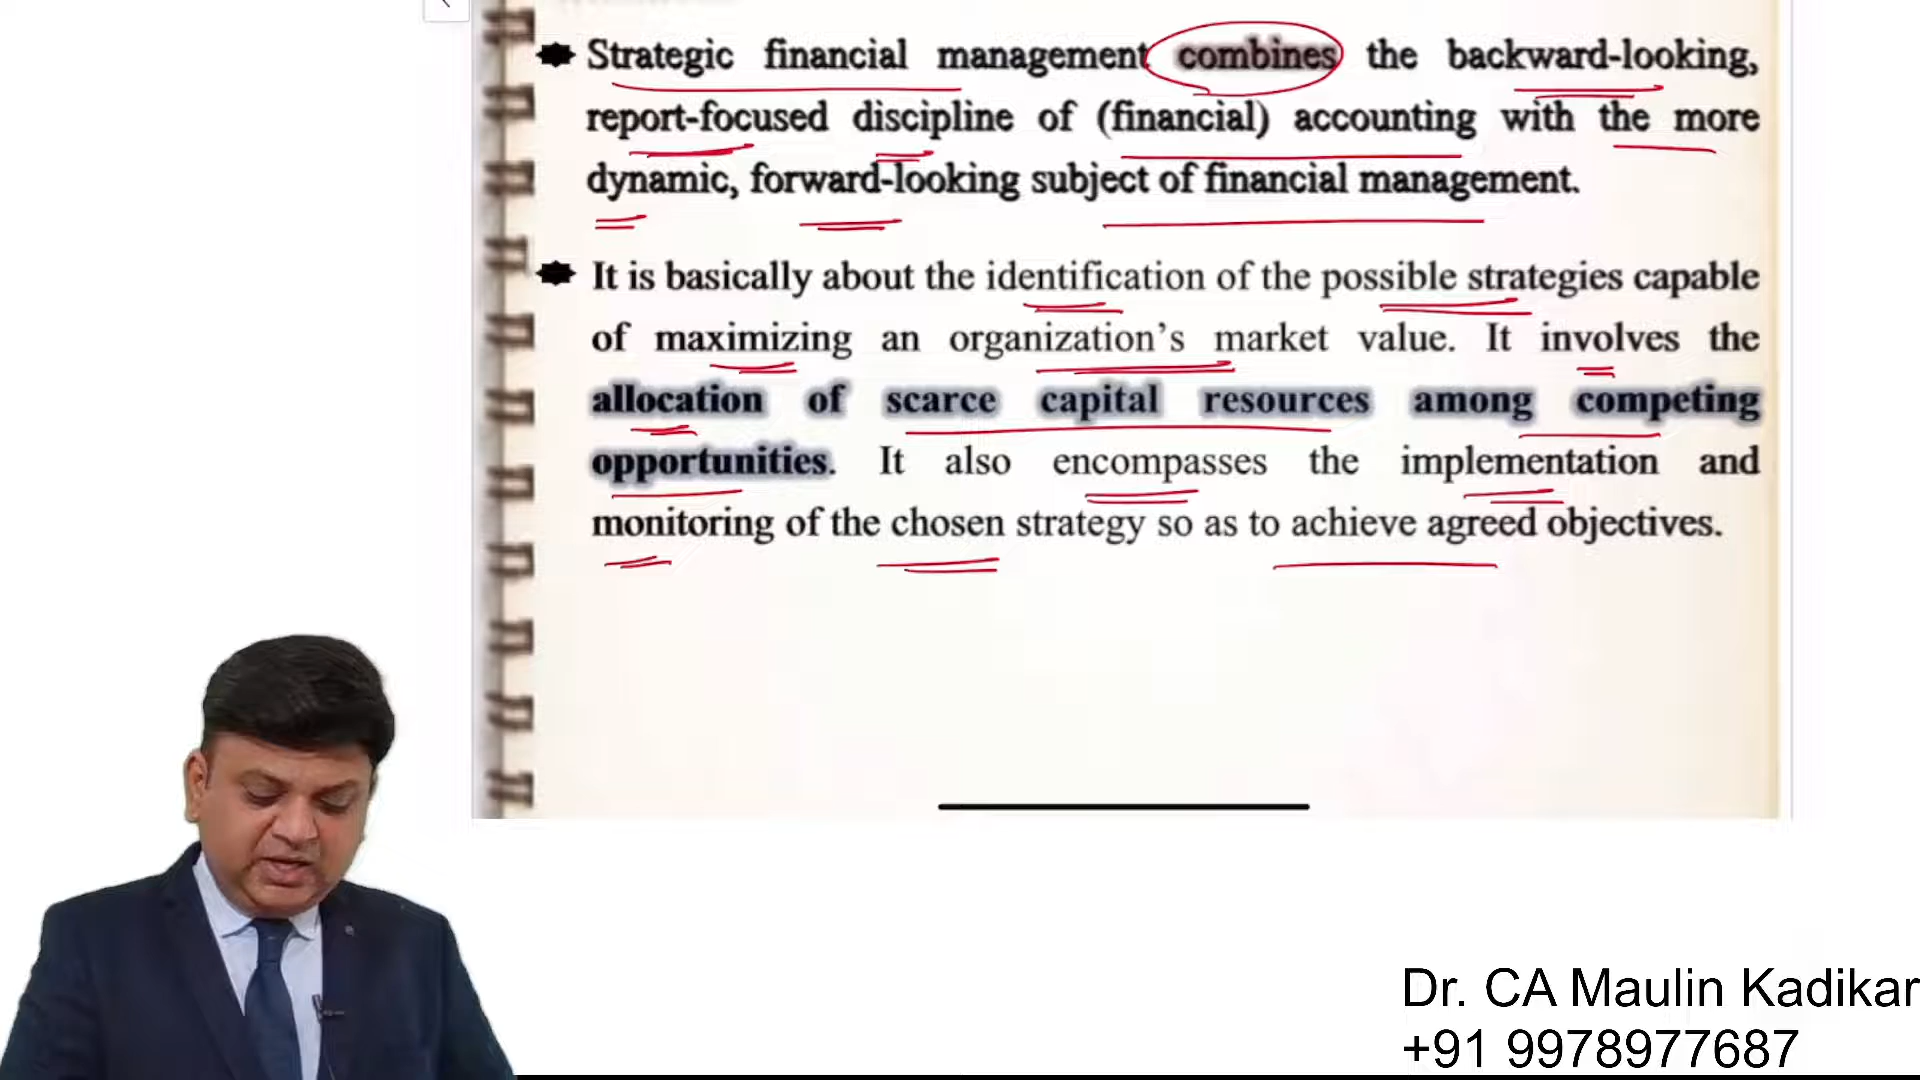 Strategic financial management combines the backward-looking,
report-focused discipline of (financial) accounting with the more
dynamic, forward-looking subject of financial management.
It is basically about the identification of the possible strategies capable
of maximizing an organization’s market value. It involves the
allocation of scarce capital resources among competing
opportunities. It also encompasses the implementation and
monitoring of the chosen strategy so as to achieve agreed objectives.
Dr. CA Maulin Kadikar
+91 9978977687